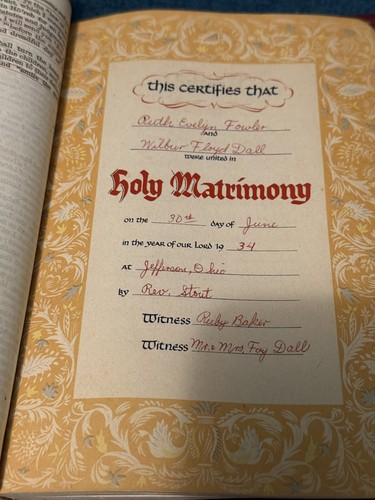 this certifies that
Ruth Evelyn Fowler
and
Wilbur Floyd Dall
were united in
Holy Matrimony
on the 30th day of June
in the year of our Lord 19 34
at Jefferson, Ohio
by Rev. Stout
Witness Ruby Baker
Witness Mr. & Mrs. Foy Dall